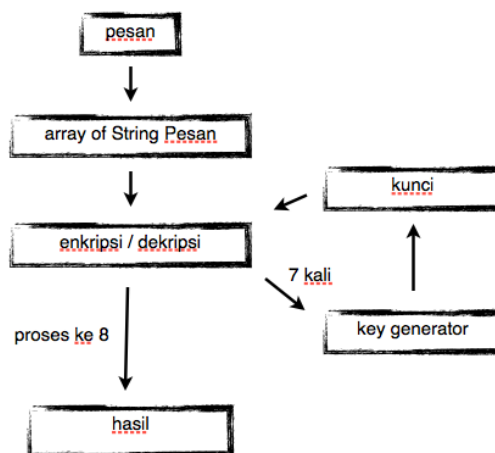 pesan
array of String Pesan
kunci
enkripsi / dekripsi
7 kali
proses ke 8
key generator
hasil